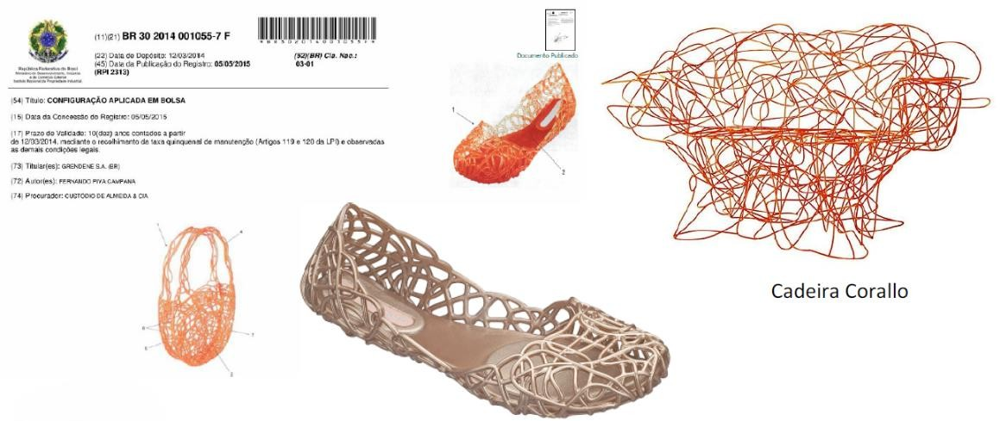 República Federativa do Brasil
Ministério do Desenvolvimento, Indústria
e do Comércio Exterior
Instituto Nacional da Propriedade Industrial
(11)(21) BR 30 2014 001055-7 F
(22) Data de Depósito: 12/03/2014
(45) Data da Publicação do Registro: 05/05/2015
(RPI 2313)
(52)(BR) Cla. Nac.:
03-01
(54) Título: CONFIGURAÇÃO APLICADA EM BOLSA
(15) Data da Concessão do Registro: 05/05/2015
(17) Prazo de Validade: 10(dez) anos contados a partir
de 12/03/2014, mediante o recolhimento da taxa quinquenal de manutenção (Artigos 119 e 120 da LPI) e observadas
as demais condições legais.
(73) Titular(es): GRENDENE S.A. (BR)
(72) Autor(es): FERNANDO PIVA CAMPANA
(74) Procurador: CUSTÓDIO DE ALMEIDA & CIA
Documento Publicado
1
2
1
4
6
7
5
Cadeira Corallo